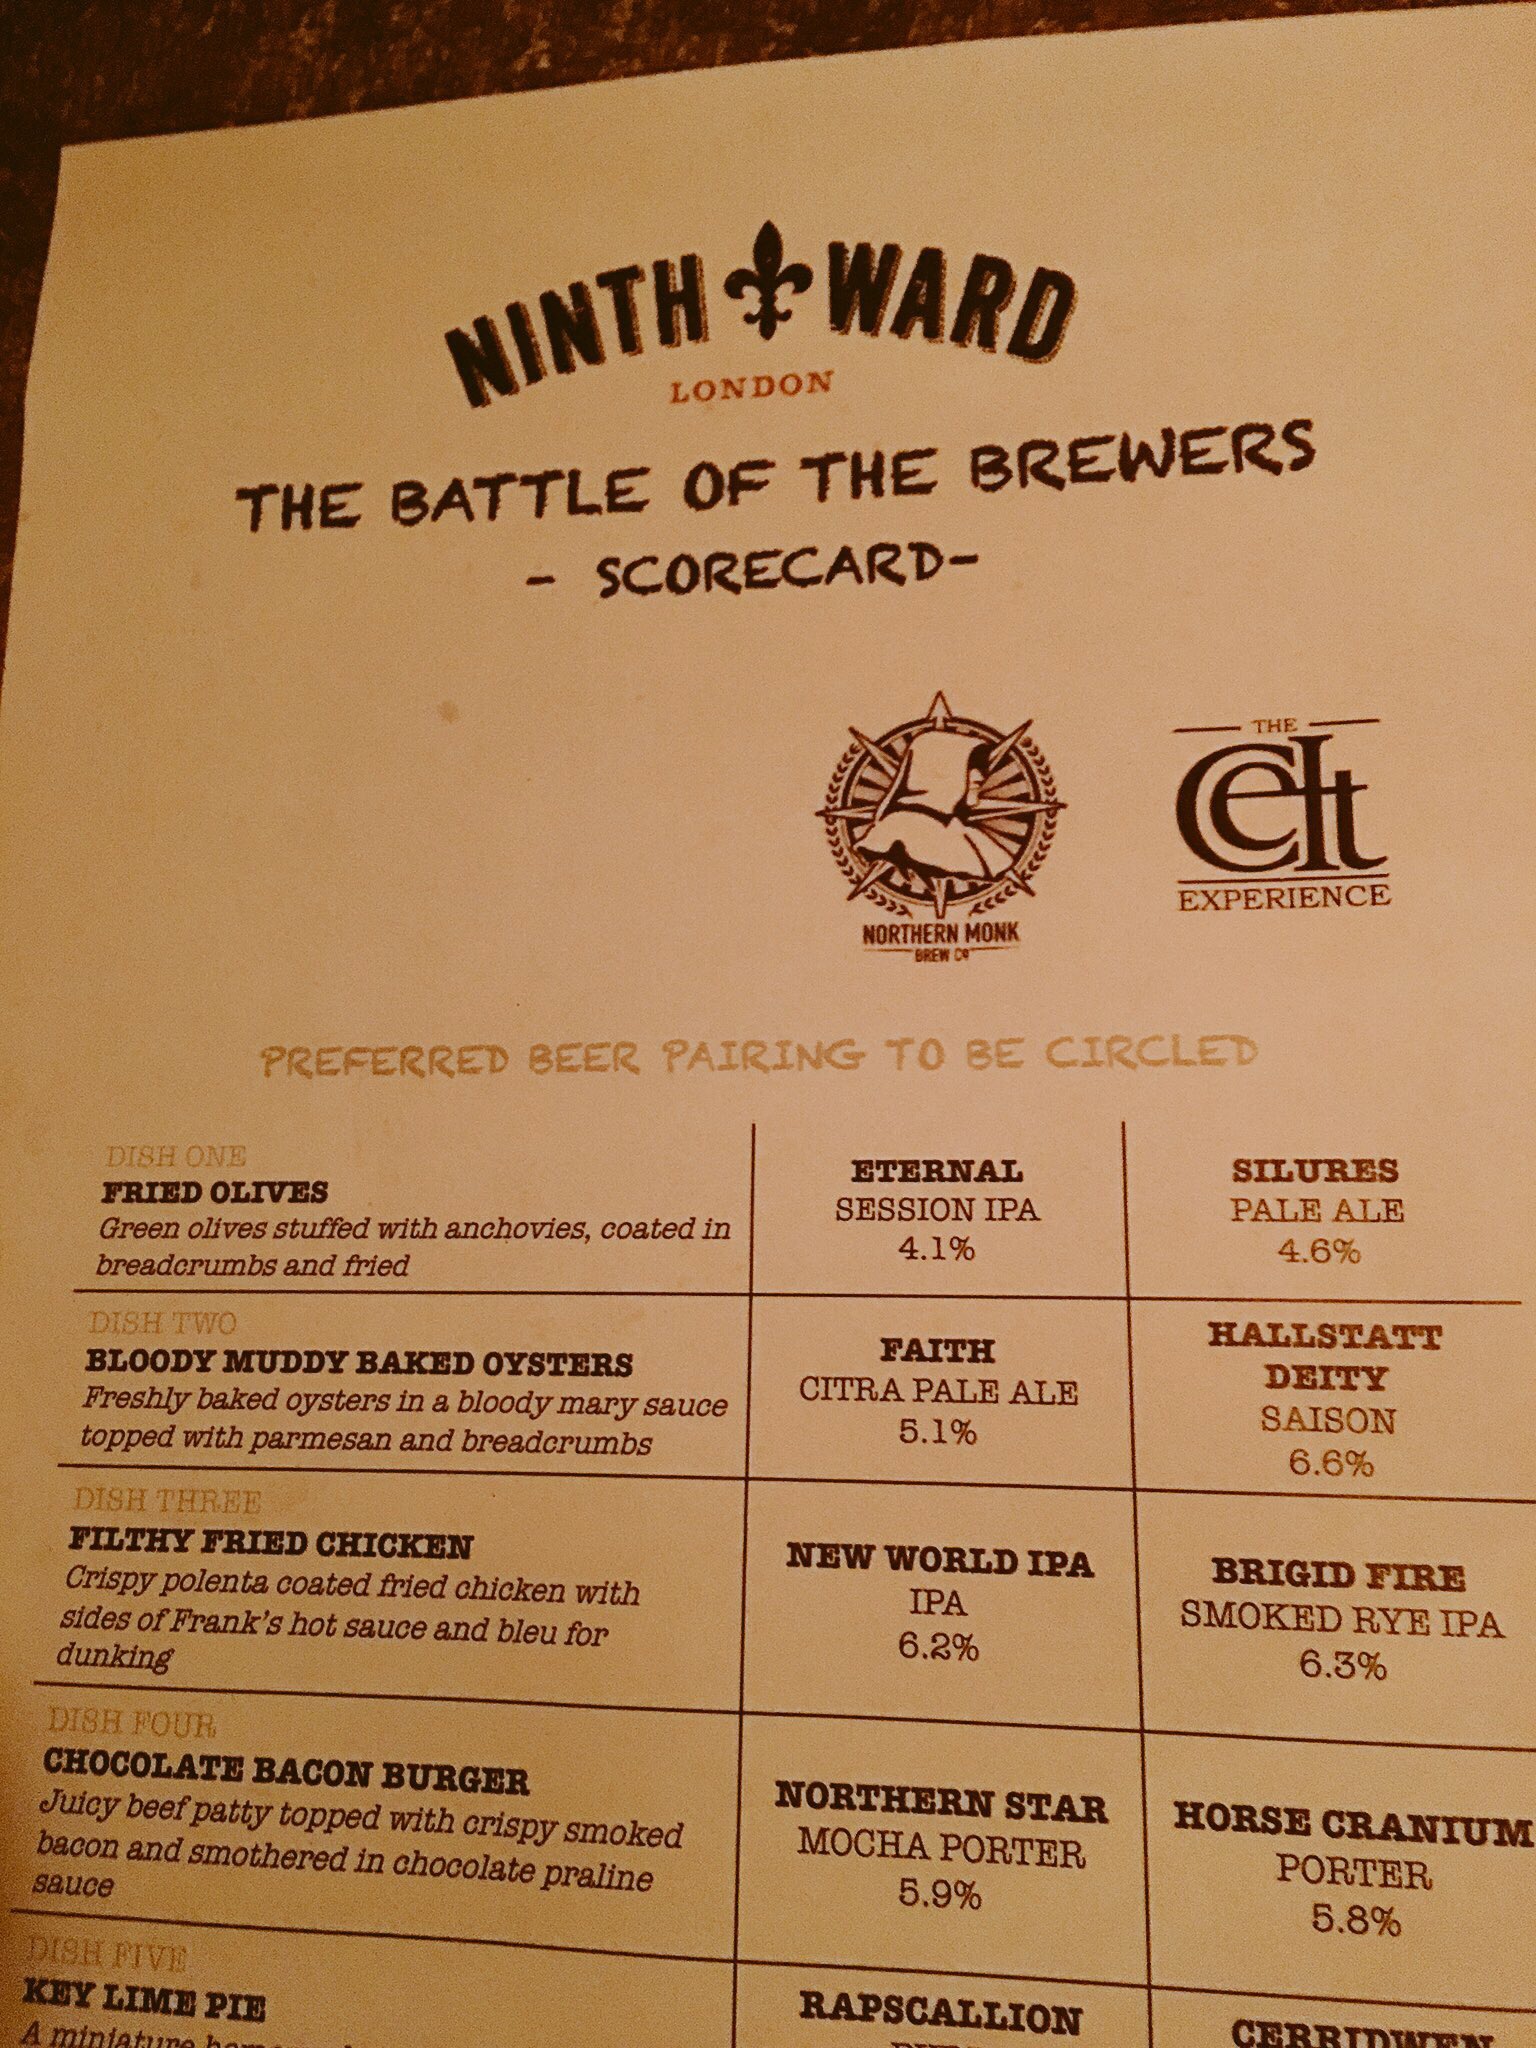 NINTH WARD
LONDON
THE BATTLE OF THE BREWERS
- SCORECARD-
NORTHERN MONK
BREW CO
THE
Celt
EXPERIENCE
PREFERRED BEER PAIRING TO BE CIRCLED
DISH ONE
FRIED OLIVES
Green olives stuffed with anchovies, coated in
breadcrumbs and fried
ETERNAL
SESSION IPA
4.1%
SILURES
PALE ALE
4.6%
DISH TWO
BLOODY MUDDY BAKED OYSTERS
Freshly baked oysters in a bloody mary sauce
topped with parmesan and breadcrumbs
FAITH
CITRA PALE ALE
5.1%
HALLSTATT
DEITY
SAISON
6.6%
DISH THREE
FILTHY FRIED CHICKEN
Crispy polenta coated fried chicken with
sides of Frank's hot sauce and bleu for
dunking
NEW WORLD IPA
IPA
6.2%
BRIGID FIRE
SMOKED RYE IPA
6.3%
DISH FOUR
CHOCOLATE BACON BURGER
Juicy beef patty topped with crispy smoked
bacon and smothered in chocolate praline
sauce
NORTHERN STAR
MOCHA PORTER
5.9%
HORSE CRANIUM
PORTER
5.8%
DISH FIVE
KEY LIME PIE
A miniature
RAPSCALLION
CERRIDWEN